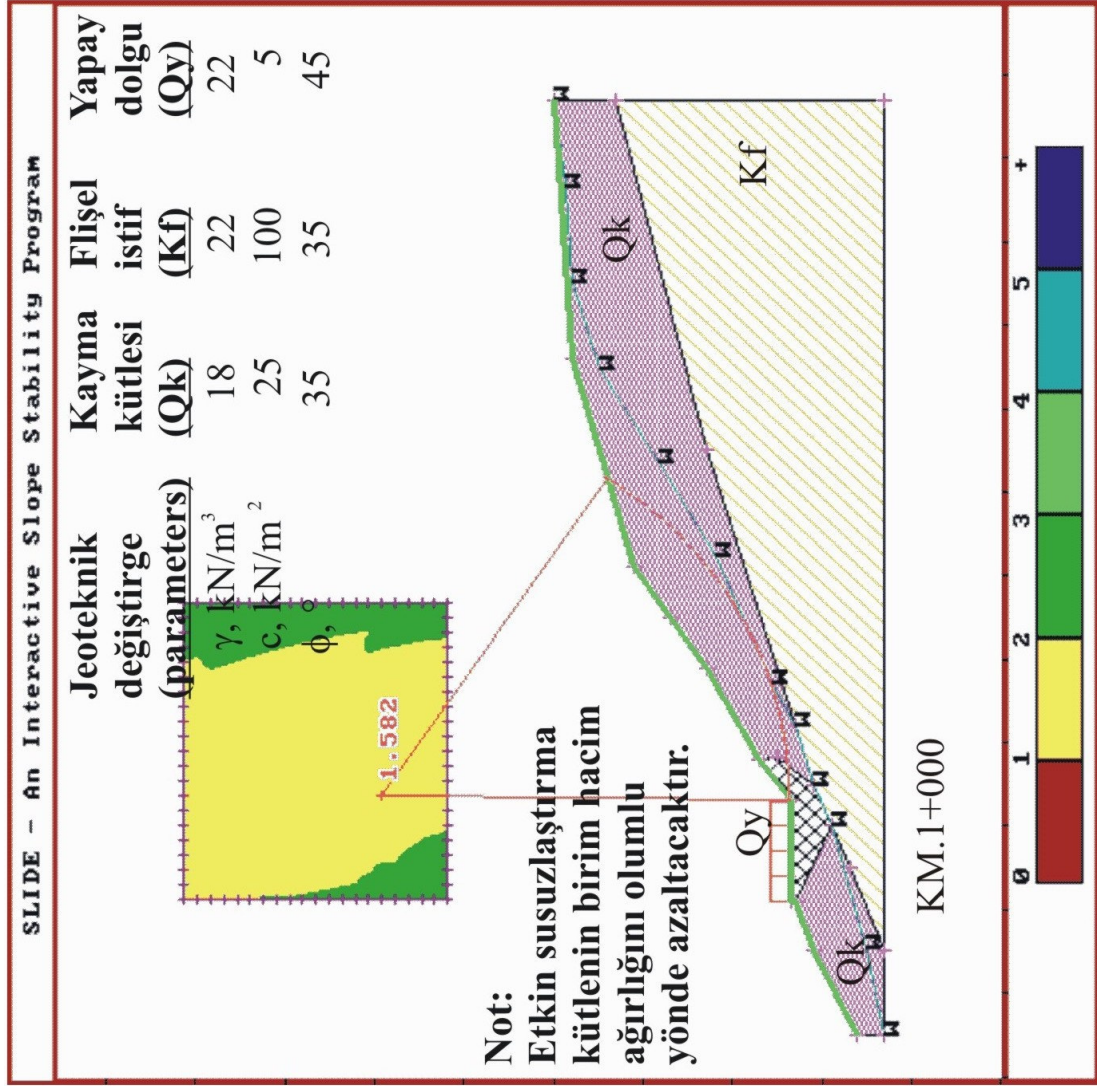 SLIDE - An Interactive Slope Stability Program
Jeoteknik değiştirge (parameters) Kayma kütlesi (Qk) Flişel istif (Kf) Yapay dolgu (Qy)
γ, kN/m³ 18 22 22
c, kN/m² 25 100 5
ϕ, ° 35 35 45
1.582
Not:
Etkin susuzlaştırma
kütlenin birim hacim
ağırlığını olumlu
yönde azaltacaktır.
Qy
Qk
Kf
Qk
M M M M M M M M M M M M
KM.1+000
0 1 2 3 4 5 +